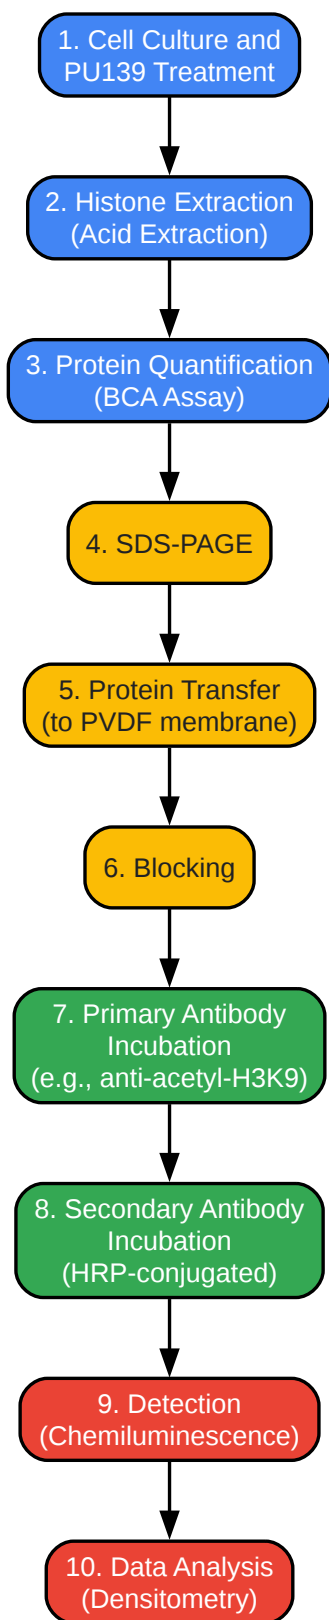 1. Cell Culture and
PU139 Treatment
2. Histone Extraction
(Acid Extraction)
3. Protein Quantification
(BCA Assay)
4. SDS-PAGE
5. Protein Transfer
(to PVDF membrane)
6. Blocking
7. Primary Antibody
Incubation
(e.g., anti-acetyl-H3K9)
8. Secondary Antibody
Incubation
(HRP-conjugated)
9. Detection
(Chemiluminescence)
10. Data Analysis
(Densitometry)